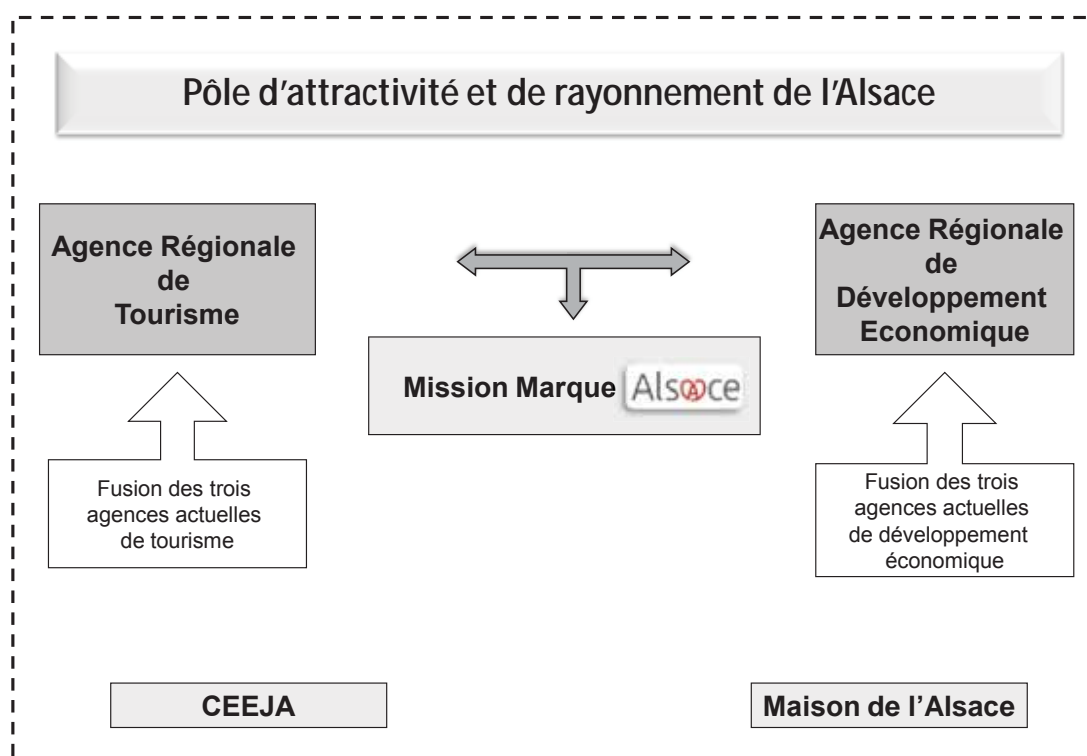 Pôle d'attractivité et de rayonnement de l'Alsace
Agence Régionale
de
Tourisme
Agence Régionale
de
Développement
Economique
Mission Marque Alsace
Fusion des trois
agences actuelles
de tourisme
Fusion des trois
agences actuelles
de développement
économique
CEEJA
Maison de l'Alsace